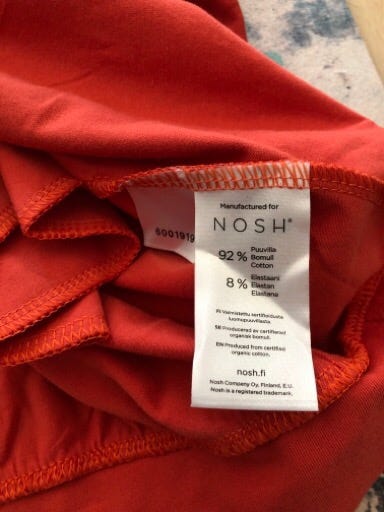 Manufactured for
NOSH®
6001919
92% Puuvilla
Bomull
Cotton
8% Elastaani
Elastan
Elastane
FI Valmistettu sertifioidusta
luomupuuvillasta.
SE Producerad av certifierad
organisk bomull.
EN Produced from certified
organic cotton.
nosh.fi
Nosh Company Oy, Finland, E.U.
Nosh is a registered trademark.